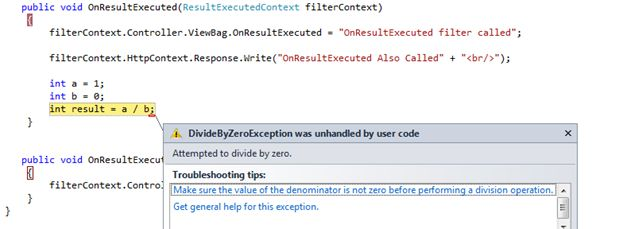 public void OnResultExecuted(ResultExecutedContext filterContext)
{
filterContext.Controller.ViewBag.OnResultExecuted = "OnResultExecuted filter called";
filterContext.HttpContext.Response.Write("OnResultExecuted Also Called" + "<br/>");
int a = 1;
int b = 0;
int result = a / b;
}
DivideByZeroException was unhandled by user code
Attempted to divide by zero.
Troubleshooting tips:
Make sure the value of the denominator is not zero before performing a division operation.
Get general help for this exception.
public void OnResultExecut
{
filterContext.Contro
}
}